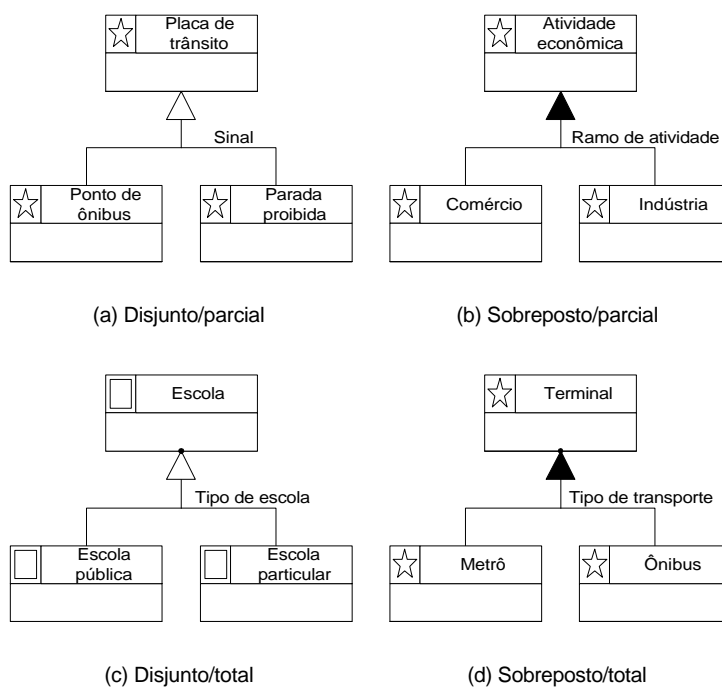 Placa de
trânsito
Sinal
Ponto de
ônibus
Parada
proibida
(a) Disjunto/parcial
Atividade
econômica
Ramo de atividade
Comércio
Indústria
(b) Sobreposto/parcial
Escola
Tipo de escola
Escola
pública
Escola
particular
(c) Disjunto/total
Terminal
Tipo de transporte
Metrô
Ônibus
(d) Sobreposto/total